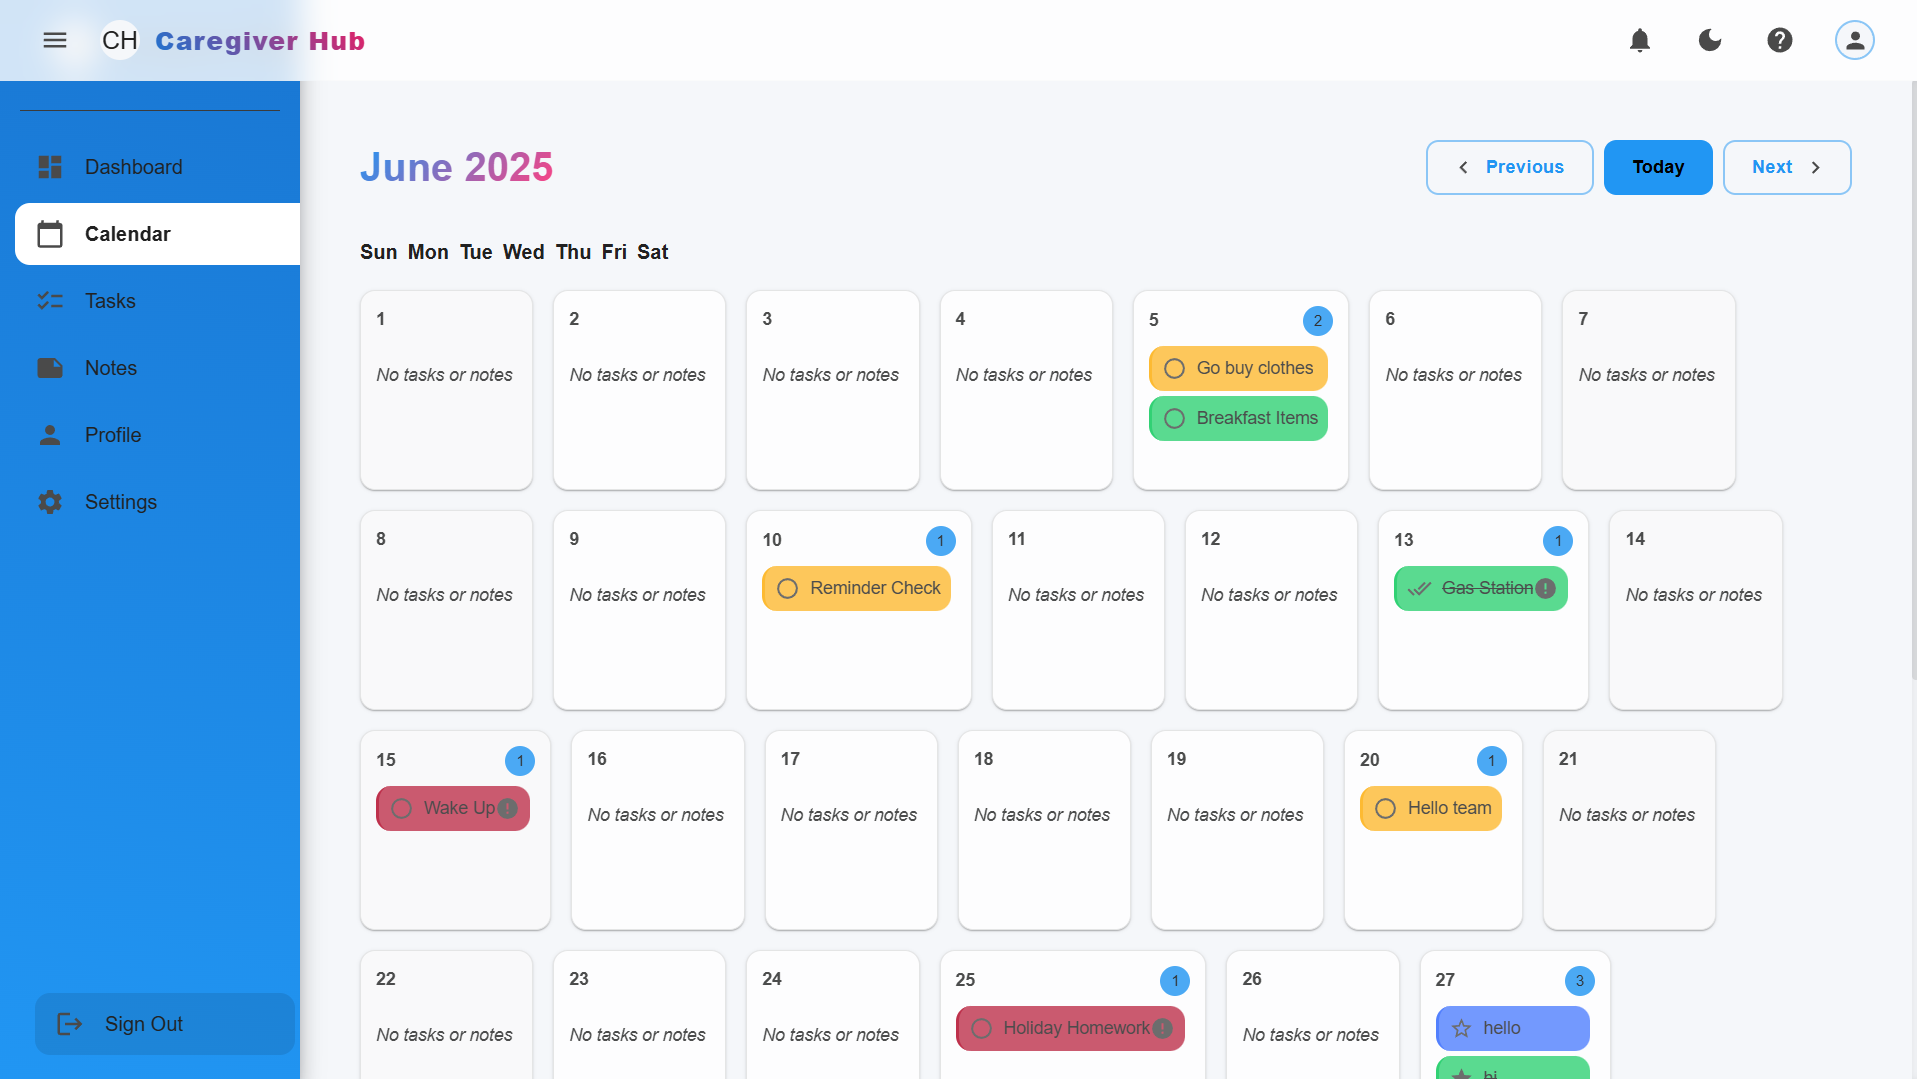 CH Caregiver Hub
Dashboard
Calendar
Tasks
Notes
Profile
Settings
Sign Out
June 2025
Previous
Today
Next
Sun Mon Tue Wed Thu Fri Sat
1
No tasks or notes
2
No tasks or notes
3
No tasks or notes
4
No tasks or notes
5
2
Go buy clothes
Breakfast Items
6
No tasks or notes
7
No tasks or notes
8
No tasks or notes
9
No tasks or notes
10
1
Reminder Check
11
No tasks or notes
12
No tasks or notes
13
1
Gas Station
14
No tasks or notes
15
1
Wake Up
16
No tasks or notes
17
No tasks or notes
18
No tasks or notes
19
No tasks or notes
20
1
Hello team
21
No tasks or notes
22
No tasks or notes
23
No tasks or notes
24
No tasks or notes
25
1
Holiday Homework
26
No tasks or notes
27
3
hello